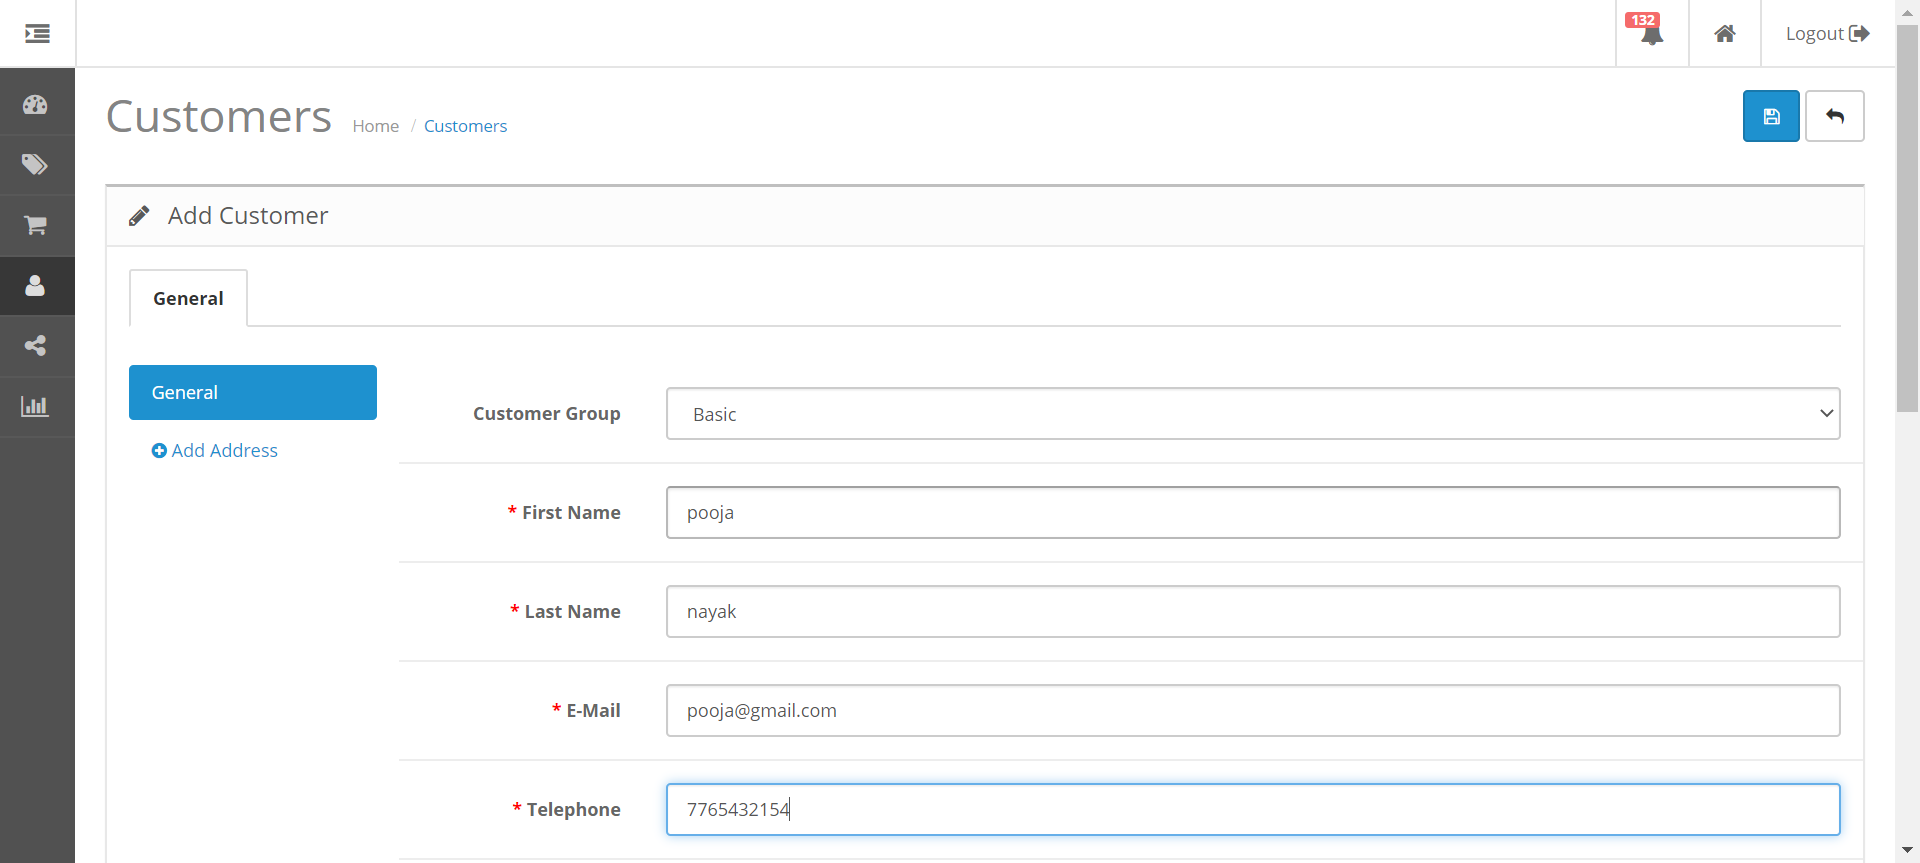 132
Logout
Customers
Home / Customers
Add Customer
General
General
Add Address
Customer Group
Basic
* First Name
pooja
* Last Name
nayak
* E-Mail
pooja@gmail.com
* Telephone
7765432154